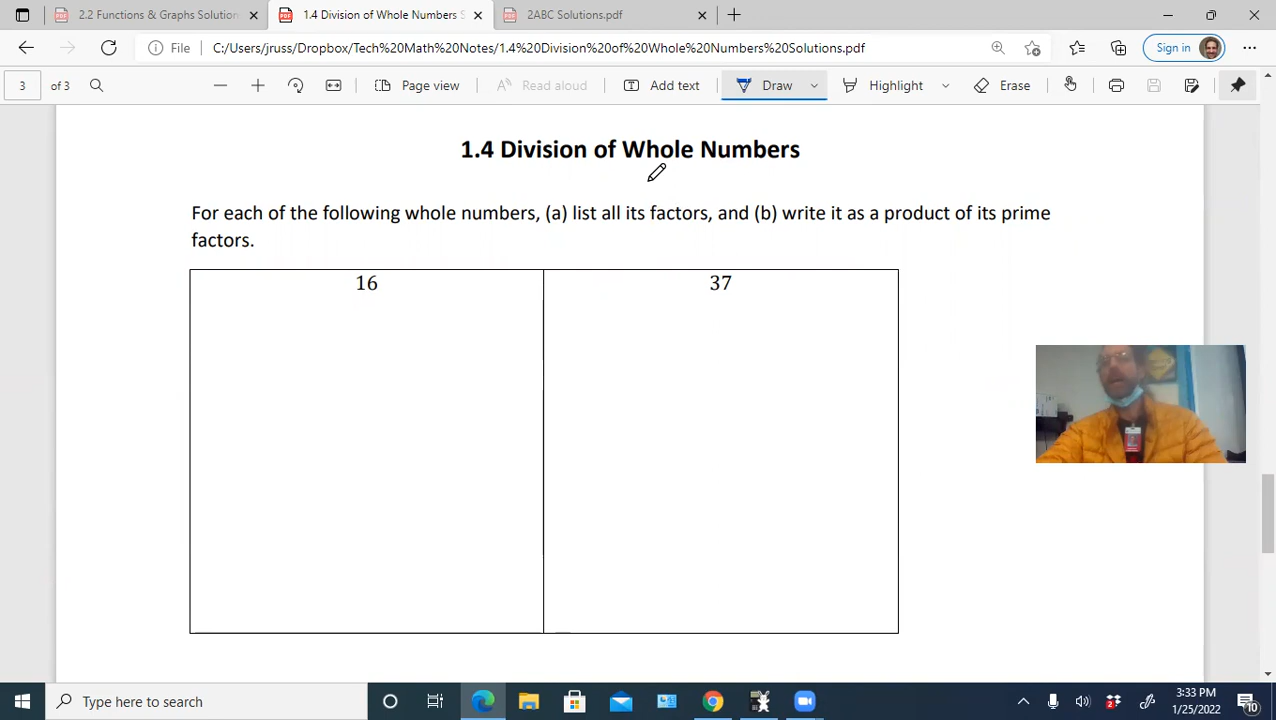 2.2 Functions & Graphs Solution
1.4 Division of Whole Numbers S
2ABC Solutions.pdf
File
C:/Users/jruss/Dropbox/Tech%20Math%20Notes/1.4%20Division%20of%20Whole%20Numbers%20Solutions.pdf
Sign in
3 of 3
Page view
Read aloud
Add text
Draw
Highlight
Erase
1.4 Division of Whole Numbers
For each of the following whole numbers, (a) list all its factors, and (b) write it as a product of its prime
factors.
16
37
Type here to search
2
3:33 PM
1/25/2022
10